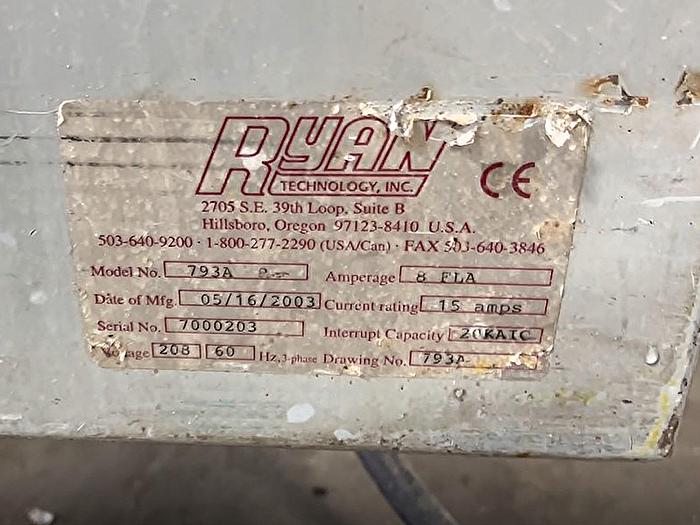 RYAN
TECHNOLOGY, INC.
CE
2705 S.E. 39th Loop, Suite B
Hillsboro, Oregon 97123-8410 U.S.A.
503-640-9200 · 1-800-277-2290 (USA/Can) · FAX 503-640-3846
Model No. 793A Amperage 8 FLA
Date of Mfg. 05/16/2003 Current rating 15 amps
Serial No. 7000203 Interrupt Capacity 20KAIC
Voltage 208 60 Hz, 3-phase Drawing No. 793A